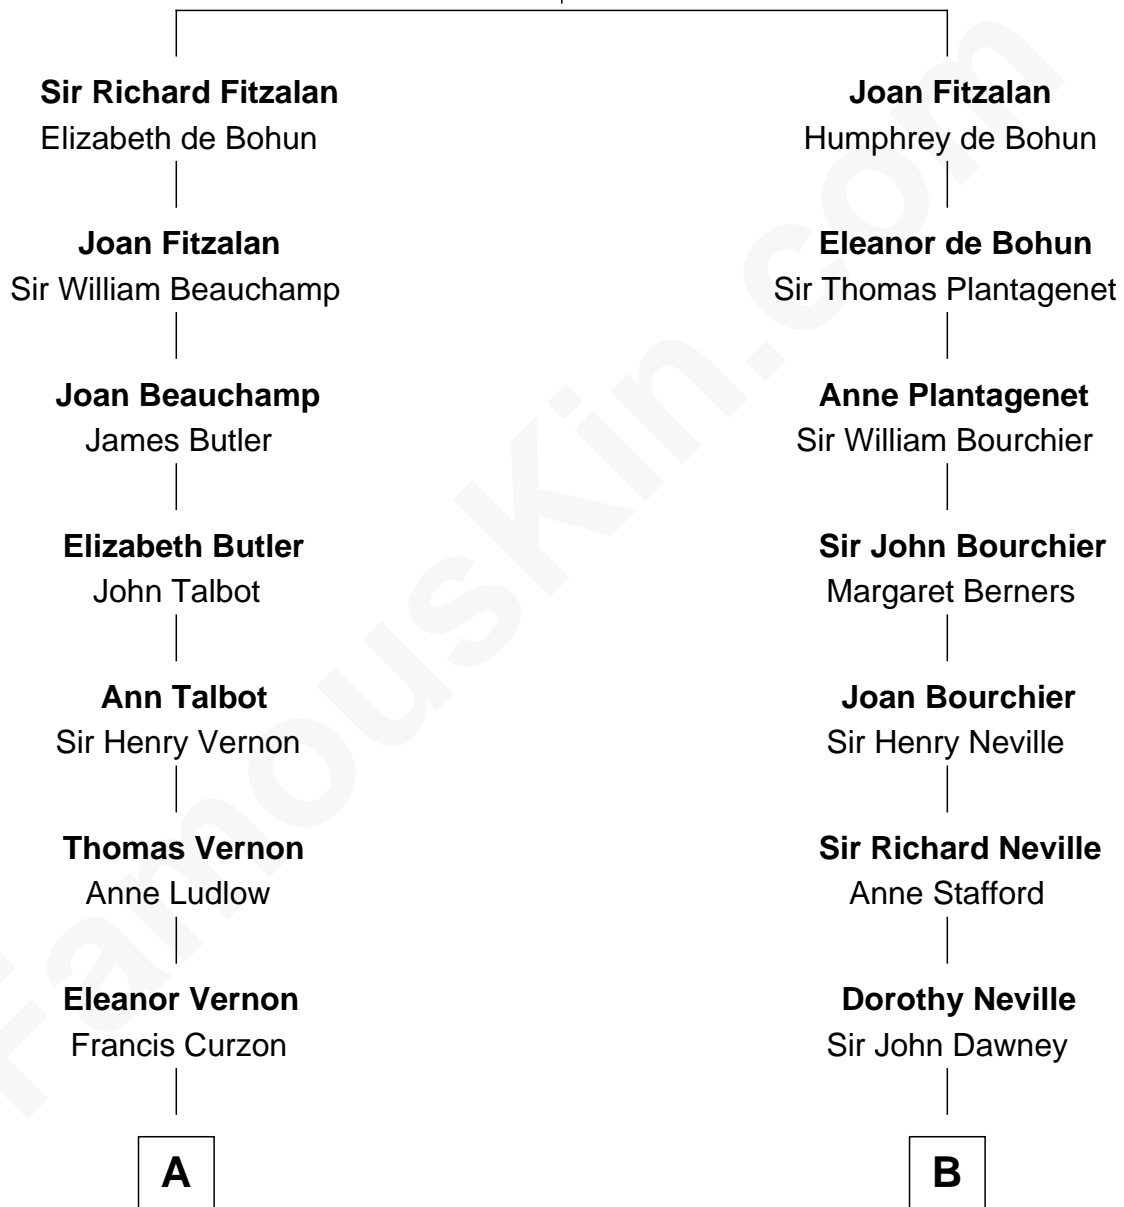 Sir Richard Fitzalan
Elizabeth de Bohun
Joan Fitzalan
Humphrey de Bohun
Joan Fitzalan
Sir William Beauchamp
Eleanor de Bohun
Sir Thomas Plantagenet
Joan Beauchamp
James Butler
Anne Plantagenet
Sir William Bourchier
Elizabeth Butler
John Talbot
Sir John Bourchier
Margaret Berners
Ann Talbot
Sir Henry Vernon
Joan Bourchier
Sir Henry Neville
Thomas Vernon
Anne Ludlow
Sir Richard Neville
Anne Stafford
Eleanor Vernon
Francis Curzon
Dorothy Neville
Sir John Dawney
A
B
FamousKin.com